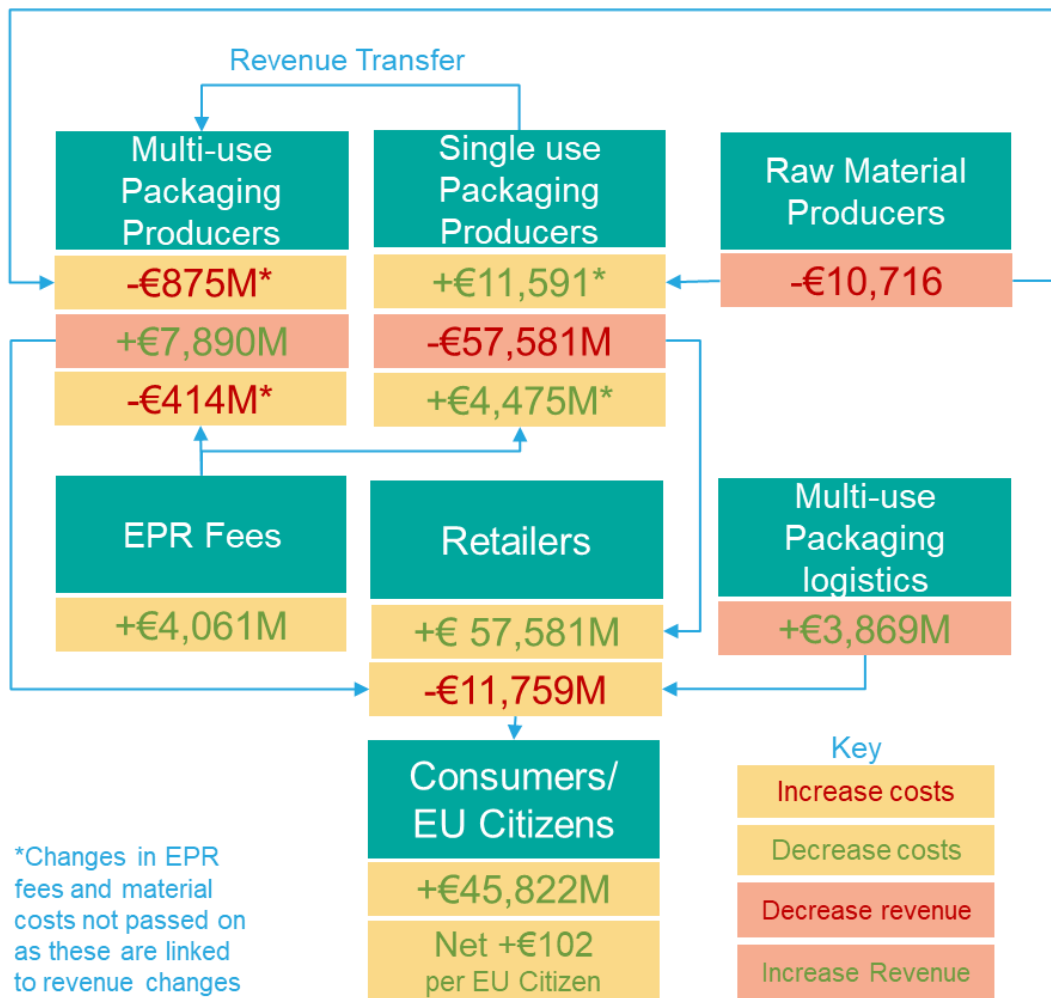 Revenue Transfer
Multi-use
Packaging
Producers
-€875M*
+€7,890M
-€414M*
Single use
Packaging
Producers
+€11,591*
-€57,581M
+€4,475M*
Raw Material
Producers
-€10,716
EPR Fees
+€4,061M
Retailers
+€ 57,581M
-€11,759M
Multi-use
Packaging
logistics
+€3,869M
Consumers/
EU Citizens
+€45,822M
Net +€102
per EU Citizen
*Changes in EPR
fees and material
costs not passed on
as these are linked
to revenue changes
Key
Increase costs
Decrease costs
Decrease revenue
Increase Revenue